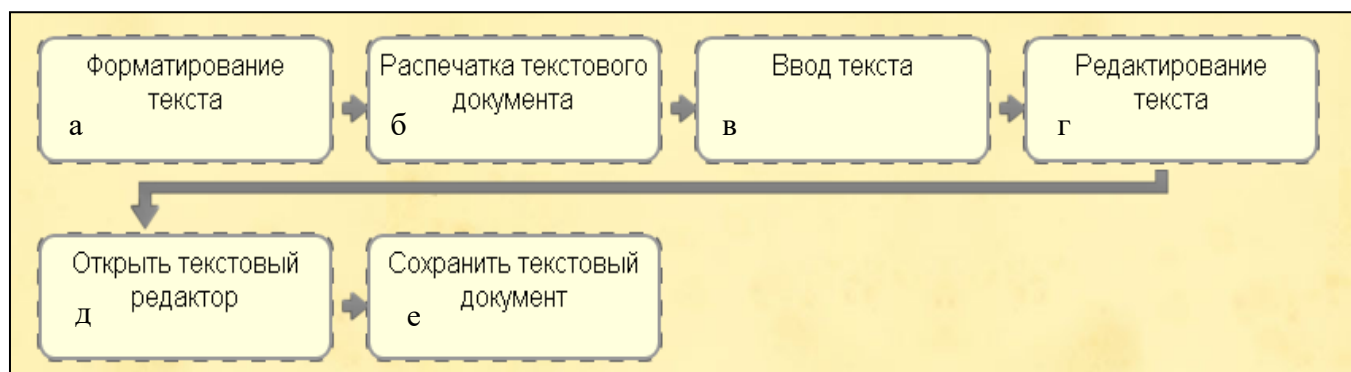 Форматирование
текста
а
Распечатка текстового
документа
б
Ввод текста
в
Редактирование
текста
г
Открыть текстовый
редактор
д
Сохранить текстовый
документ
е